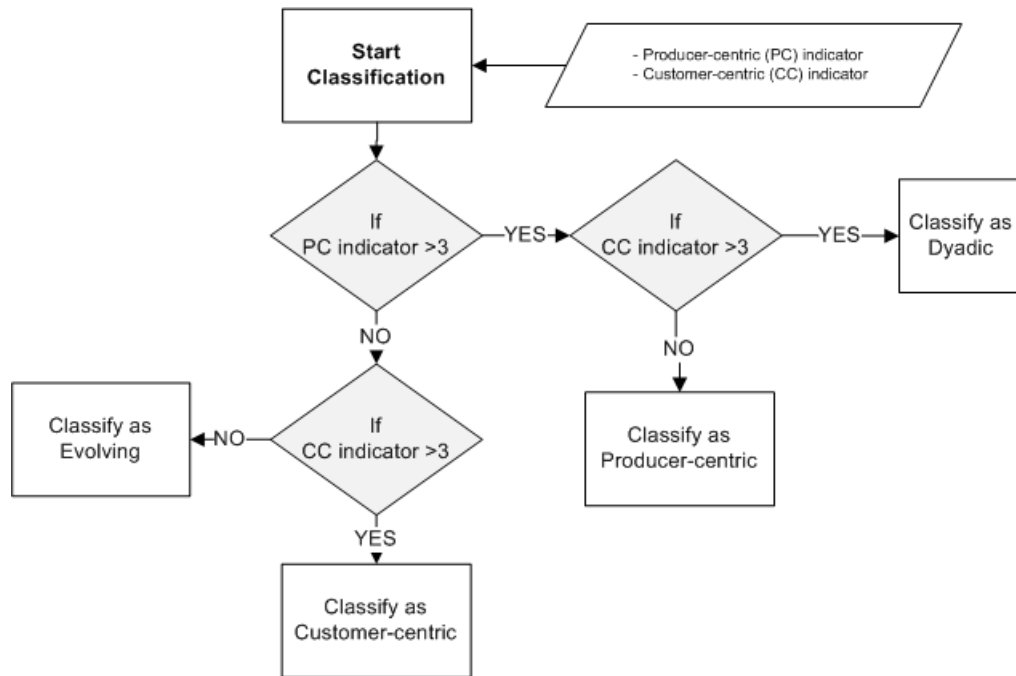 Start
Classification
- Producer-centric (PC) indicator
- Customer-centric (CC) indicator
If
PC indicator >3
YES
If
CC indicator >3
YES
Classify as
Dyadic
NO
NO
Classify as
Evolving
NO
If
CC indicator >3
Classify as
Producer-centric
YES
Classify as
Customer-centric